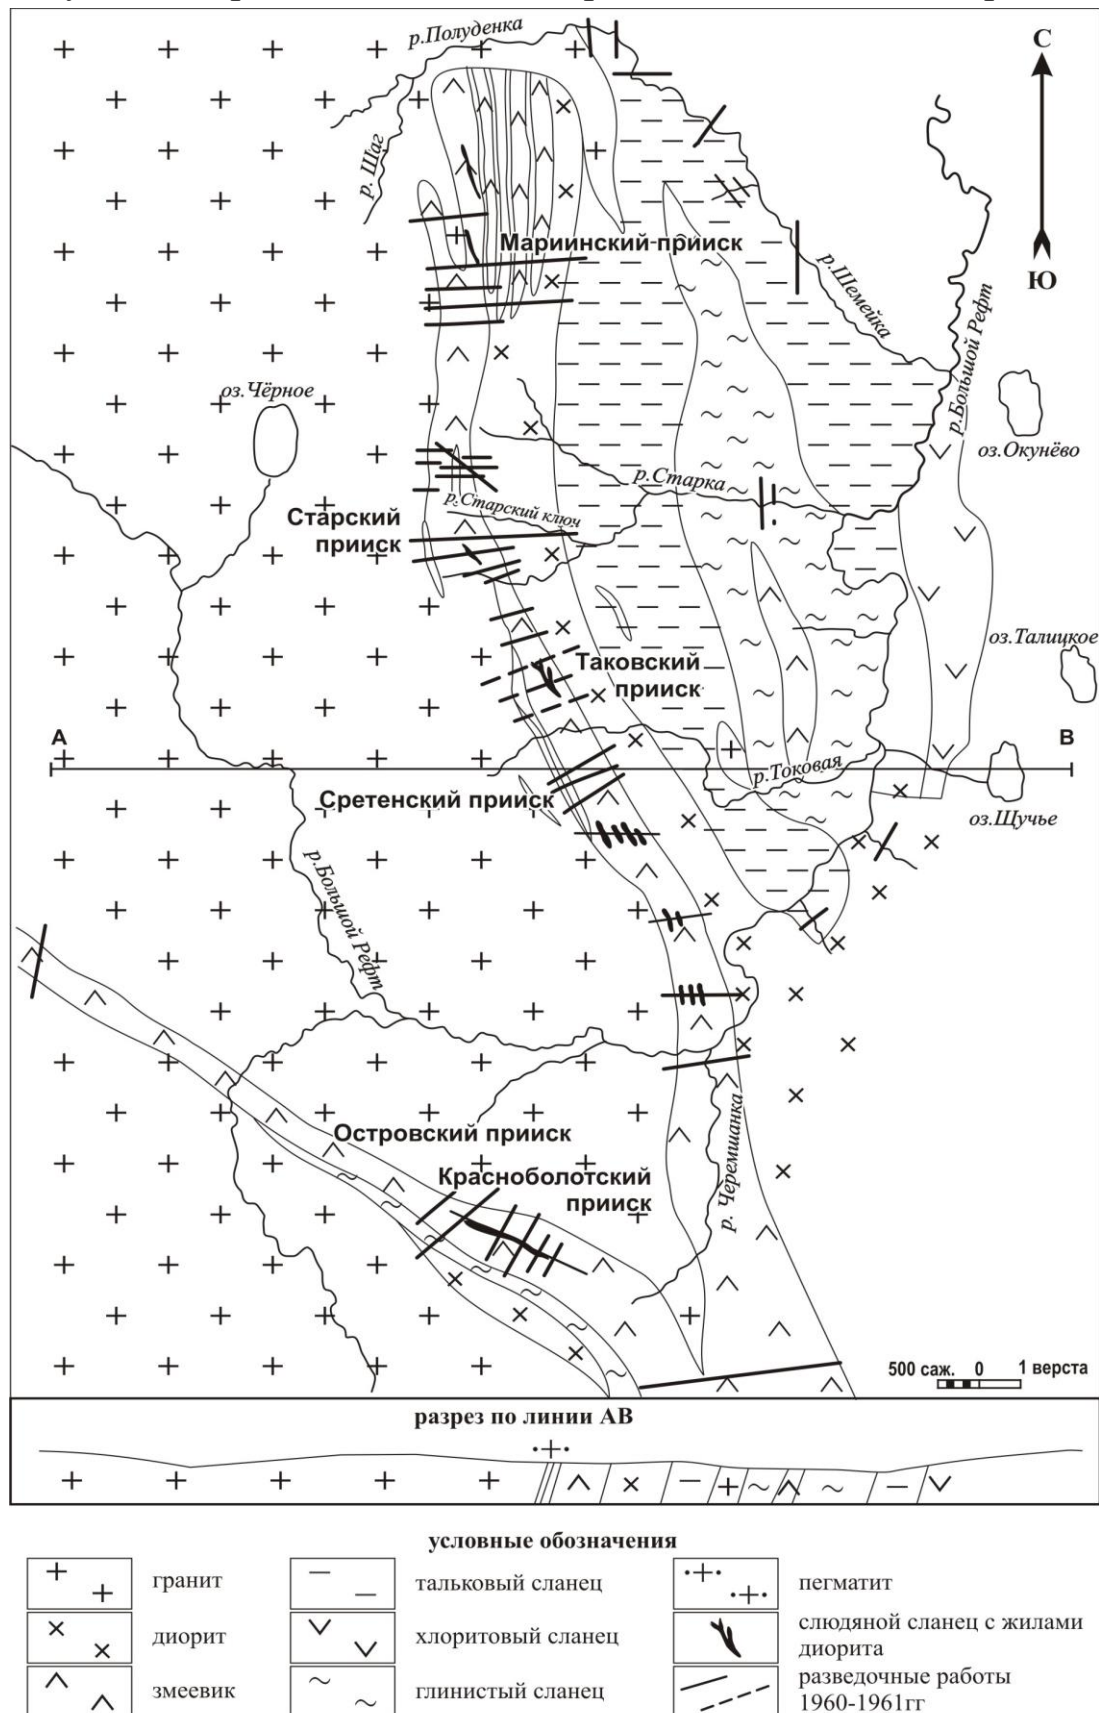 р.Полуденка
С
р. Шаг
Мариинский прииск
Ю
р.Шемейка
р.Большой Рефт
оз.Чёрное
оз.Окунёво
р.Старка
р.Старский ключ
Старский
прииск
оз.Талицкое
Таковский
прииск
А
В
р.Токовая
Сретенский прииск
оз.Щучье
р.Большой Рефт
Островский прииск
Красноболотский
прииск
р. Черемшанка
500 саж. 0 1 верста
разрез по линии АВ
условные обозначения
гранит
тальковый сланец
пегматит
диорит
хлоритовый сланец
слюдяной сланец с жилами
диорита
змеевик
глинистый сланец
разведочные работы
1960-1961гг